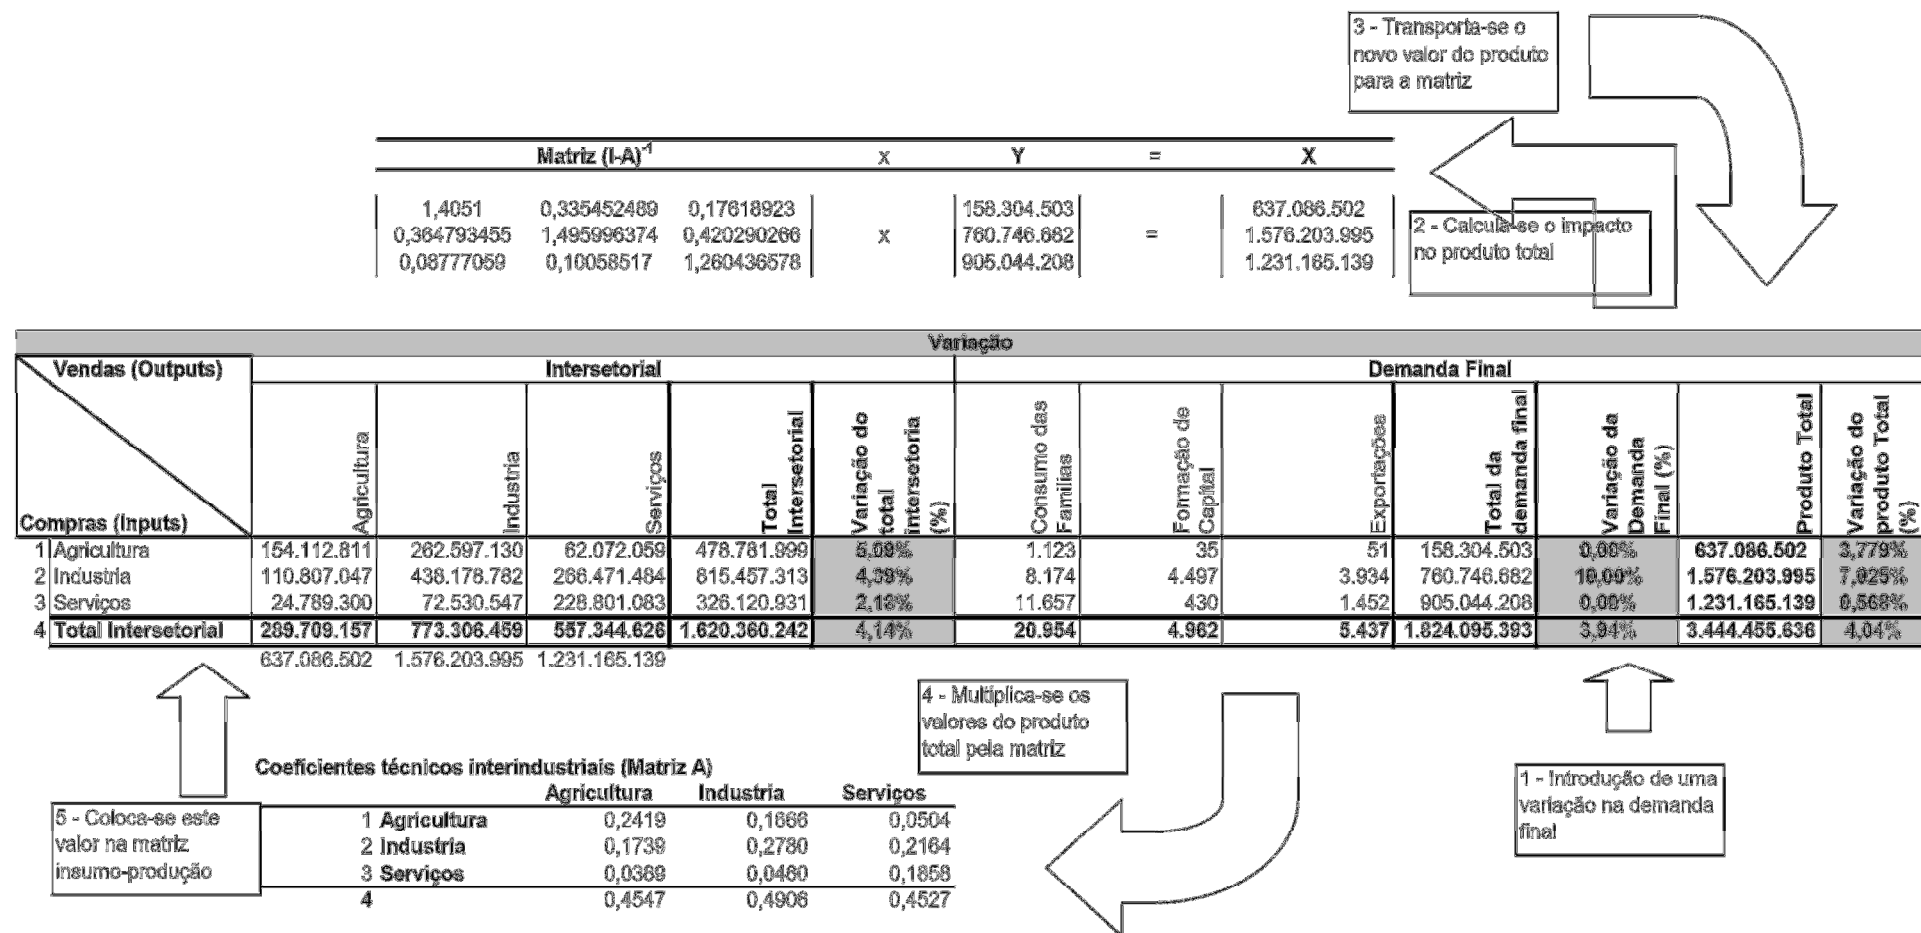 3 - Transporta-se o
novo valor do produto
para a matriz
Matriz (I-A)⁻¹ x Y = X
1,4051 0,335452489 0,17618923 158.304.503 637.086.502
0,364793455 1,495996374 0,420290266 x 760.746.682 = 1.576.203.995
0,08777059 0,10058517 1,260436578 905.044.208 1.231.165.139
2 - Calcula-se o impacto
no produto total
Variação
Vendas (Outputs) Intersetorial Demanda Final
Compras (Inputs)
Agricultura
Industria
Serviços
Total
Intersetorial
Variação do
total
intersetoria
(%)
Consumo das
Familias
Formação de
Capital
Exportações
Total da
demanda final
Variação da
Demanda
Final (%)
Produto Total
Variação do
produto Total
(%)
1 Agricultura 154.112.811 262.597.130 62.072.059 478.781.999 5,09% 1.123 35 51 158.304.503 0,00% 637.086.502 3,779%
2 Industria 110.807.047 438.178.782 266.471.484 815.457.313 4,39% 8.174 4.497 3.934 760.746.682 10,00% 1.576.203.995 7,025%
3 Serviços 24.789.300 72.530.547 228.801.083 326.120.931 2,18% 11.657 430 1.452 905.044.208 0,00% 1.231.165.139 0,568%
4 Total Intersetorial 289.709.157 773.306.459 557.344.626 1.620.360.242 4,14% 20.954 4.962 5.437 1.824.095.393 3,94% 3.444.455.636 4,04%
637.086.502 1.576.203.995 1.231.165.139
4 - Multiplica-se os
valores do produto
total pela matriz
1 - Introdução de uma
variação na demanda
final
5 - Coloca-se este
valor na matriz
insumo-produção
Coeficientes técnicos interindustriais (Matriz A)
Agricultura Industria Serviços
1 Agricultura 0,2419 0,1666 0,0504
2 Industria 0,1739 0,2780 0,2164
3 Serviços 0,0389 0,0460 0,1858
4 0,4547 0,4906 0,4527